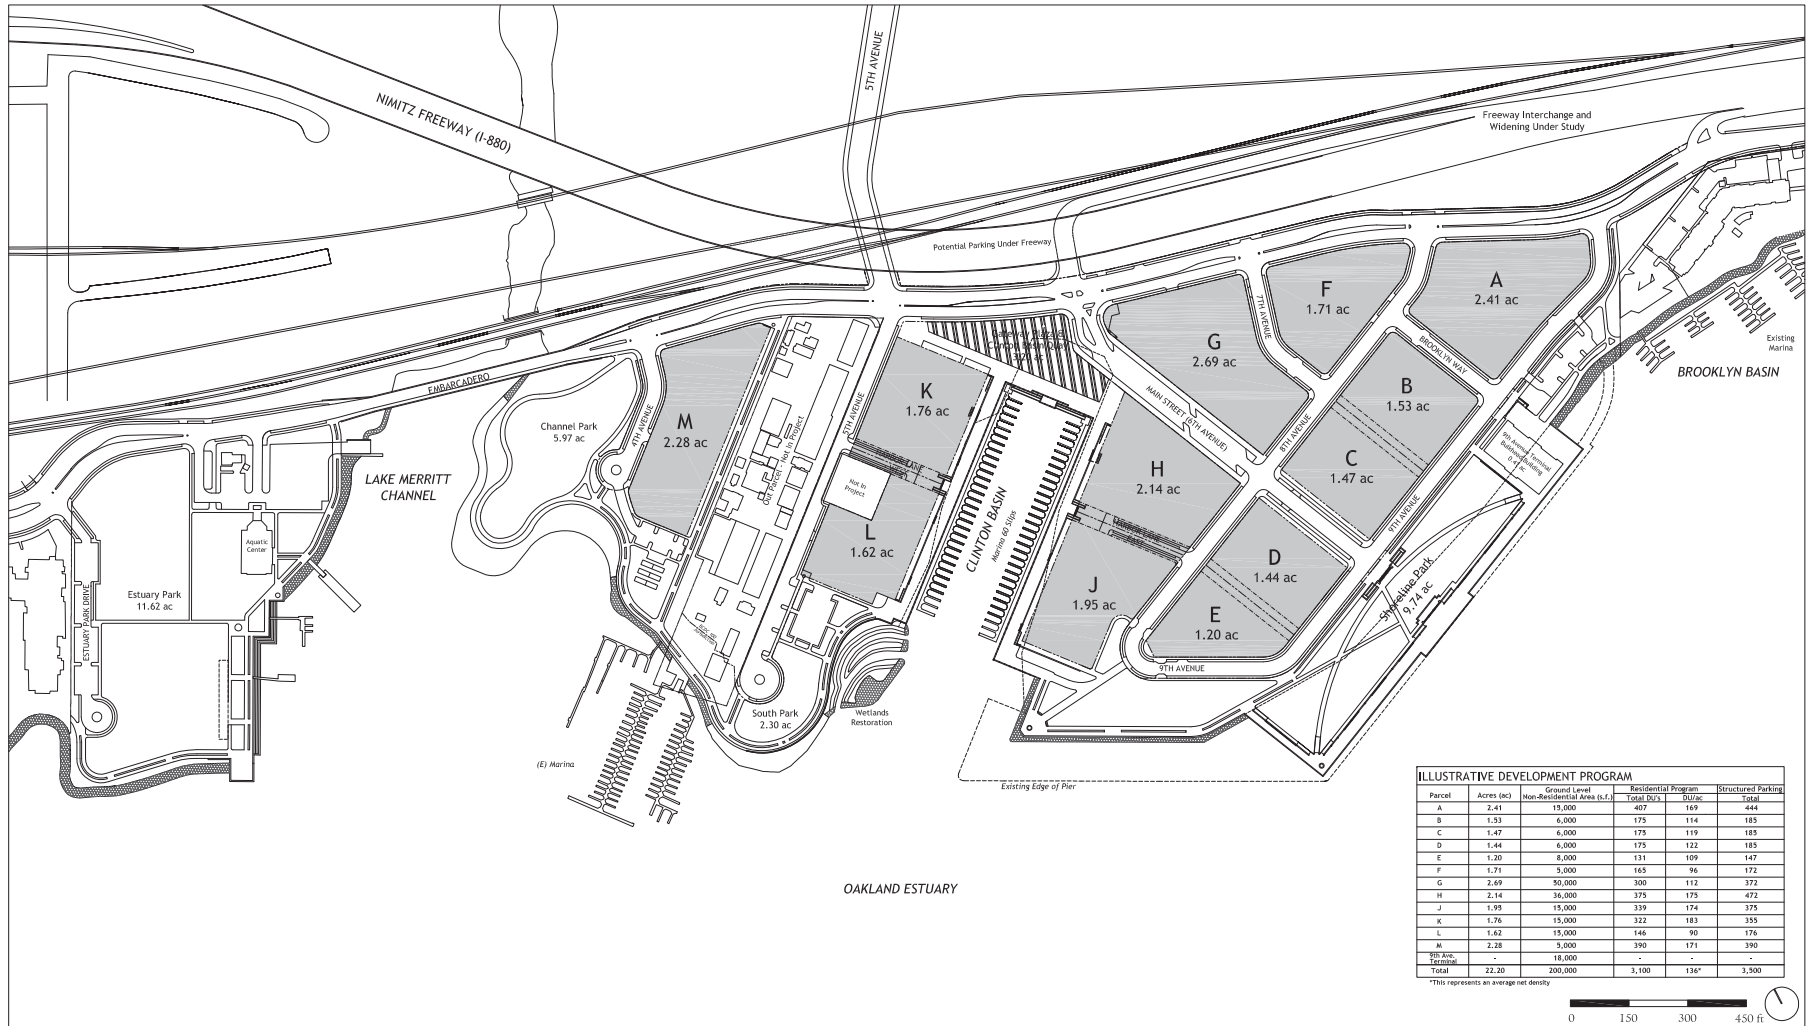 5TH AVENUE
NIMITZ FREEWAY (I-880)
Freeway Interchange and
Widening Under Study
Potential Parking Under Freeway
A
2.41 ac
F
1.71 ac
7TH AVENUE
G
2.69 ac
BROOKLYN WAY
Existing
Marina
BROOKLYN BASIN
B
1.53 ac
MAIN STREET (6TH AVENUE)
8TH AVENUE
C
1.47 ac
9th Avenue Terminal
Bulkhead Building
9TH AVENUE
EMBARCADERO
Channel Park
5.97 ac
4TH AVENUE
M
2.28 ac
Out Parcel - Not In Project
5TH AVENUE
K
1.76 ac
LANE
Not In
Project
L
1.62 ac
CLINTON BASIN
Marina 60 Slips
H
2.14 ac
J
1.95 ac
D
1.44 ac
E
1.20 ac
9TH AVENUE
Shoreline Park
9.74 ac
LAKE MERRITT
CHANNEL
Aquatic
Center
Estuary Park
11.62 ac
ESTUARY PARK DRIVE
South Park
2.30 ac
Wetlands
Restoration
(E) Marina
Existing Edge of Pier
OAKLAND ESTUARY
ILLUSTRATIVE DEVELOPMENT PROGRAM
Parcel Acres (ac) Ground Level Non-Residential Area (s.f.) Residential Program Structured Parking
Total DU's DU/ac Total
A 2.41 15,000 407 169 444
B 1.53 6,000 175 114 185
C 1.47 6,000 175 119 185
D 1.44 6,000 175 122 185
E 1.20 8,000 131 109 147
F 1.71 5,000 165 96 172
G 2.69 50,000 300 112 372
H 2.14 36,000 375 175 472
J 1.95 15,000 339 174 375
K 1.76 15,000 322 183 355
L 1.62 15,000 146 90 176
M 2.28 5,000 390 171 390
9th Ave. Terminal - 18,000 - - -
Total 22.20 200,000 3,100 136* 3,500
*This represents an average net density
0 150 300 450 ft